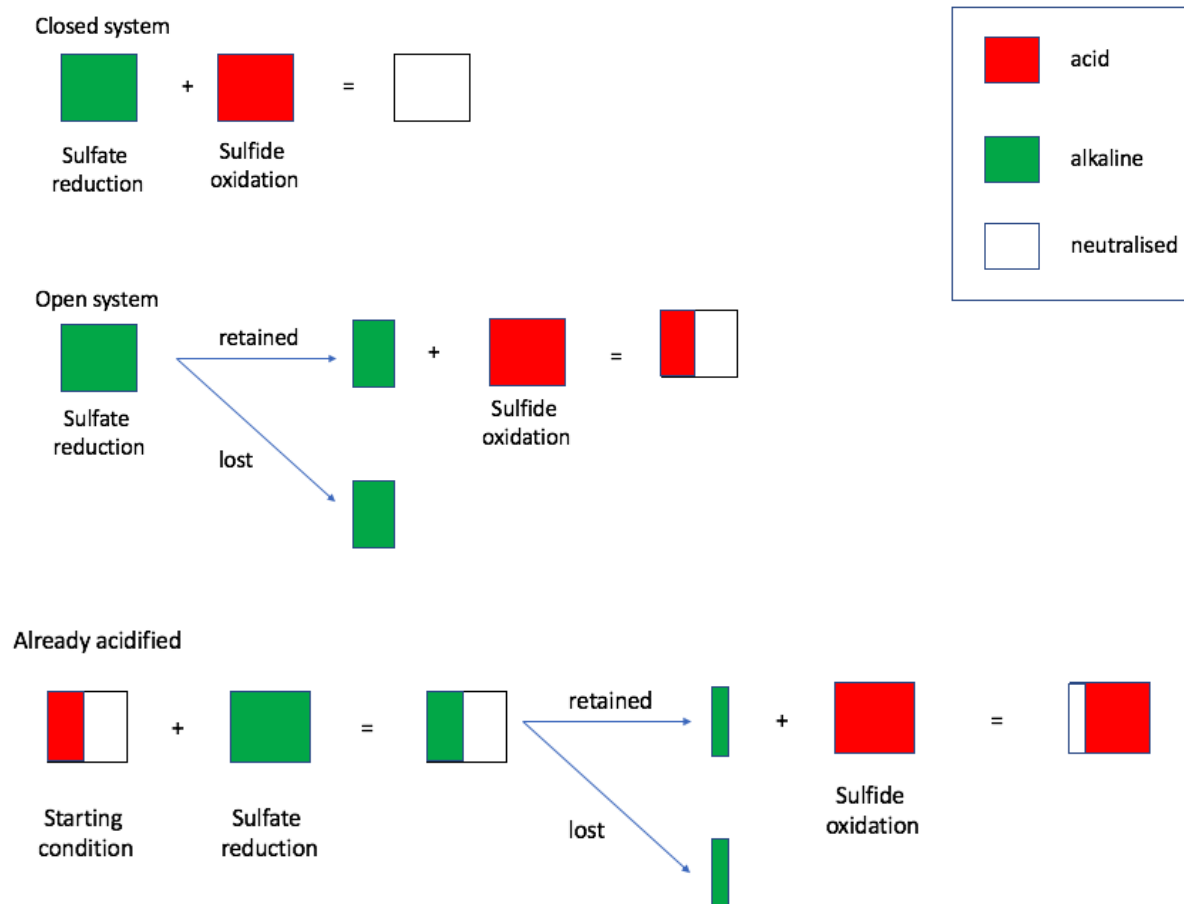 Closed system
+
=
Sulfate
reduction
Sulfide
oxidation
acid
alkaline
neutralised
Open system
retained
+
=
Sulfate
reduction
Sulfide
oxidation
lost
Already acidified
+
=
retained
+
=
Starting
condition
Sulfate
reduction
lost
Sulfide
oxidation